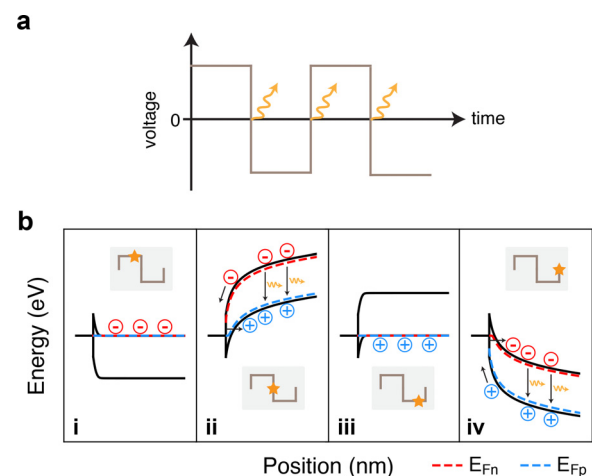 a
voltage
0
time
b
Energy (eV)
i
ii
iii
iv
Position (nm)
E_Fn
E_Fp